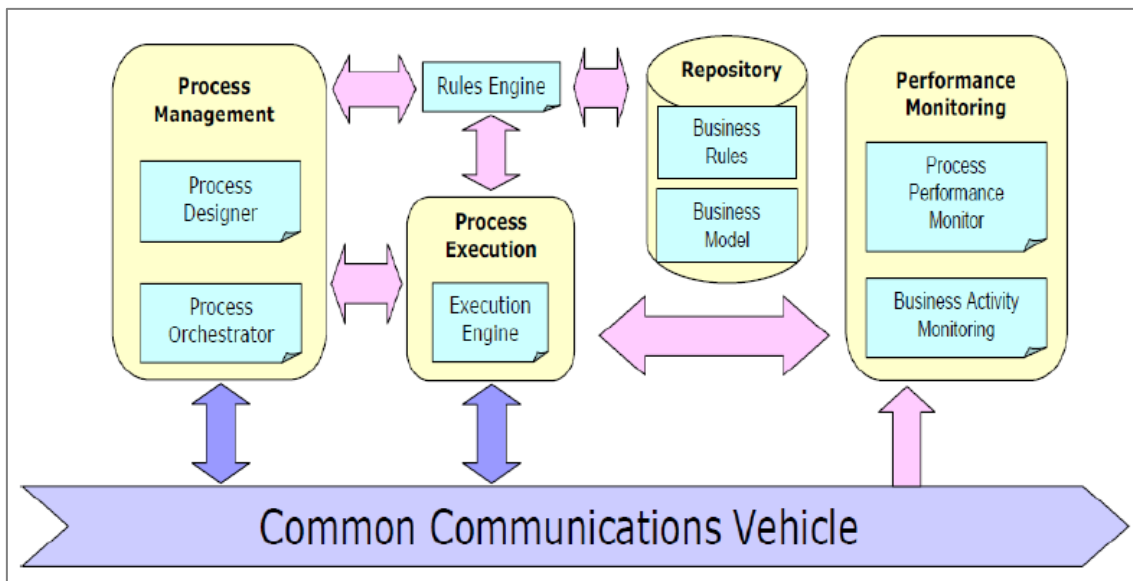 Process
Management
Process
Designer
Process
Orchestrator
Rules Engine
Process
Execution
Execution
Engine
Repository
Business
Rules
Business
Model
Performance
Monitoring
Process
Performance
Monitor
Business Activity
Monitoring
Common Communications Vehicle